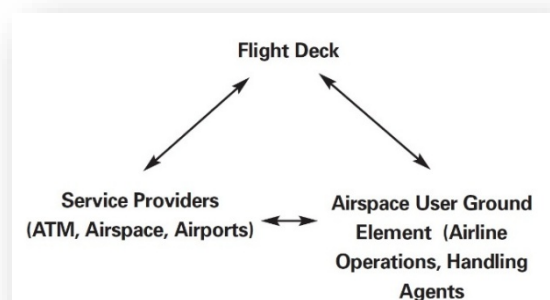 Flight Deck
Service Providers
(ATM, Airspace, Airports)
Airspace User Ground
Element (Airline
Operations, Handling
Agents